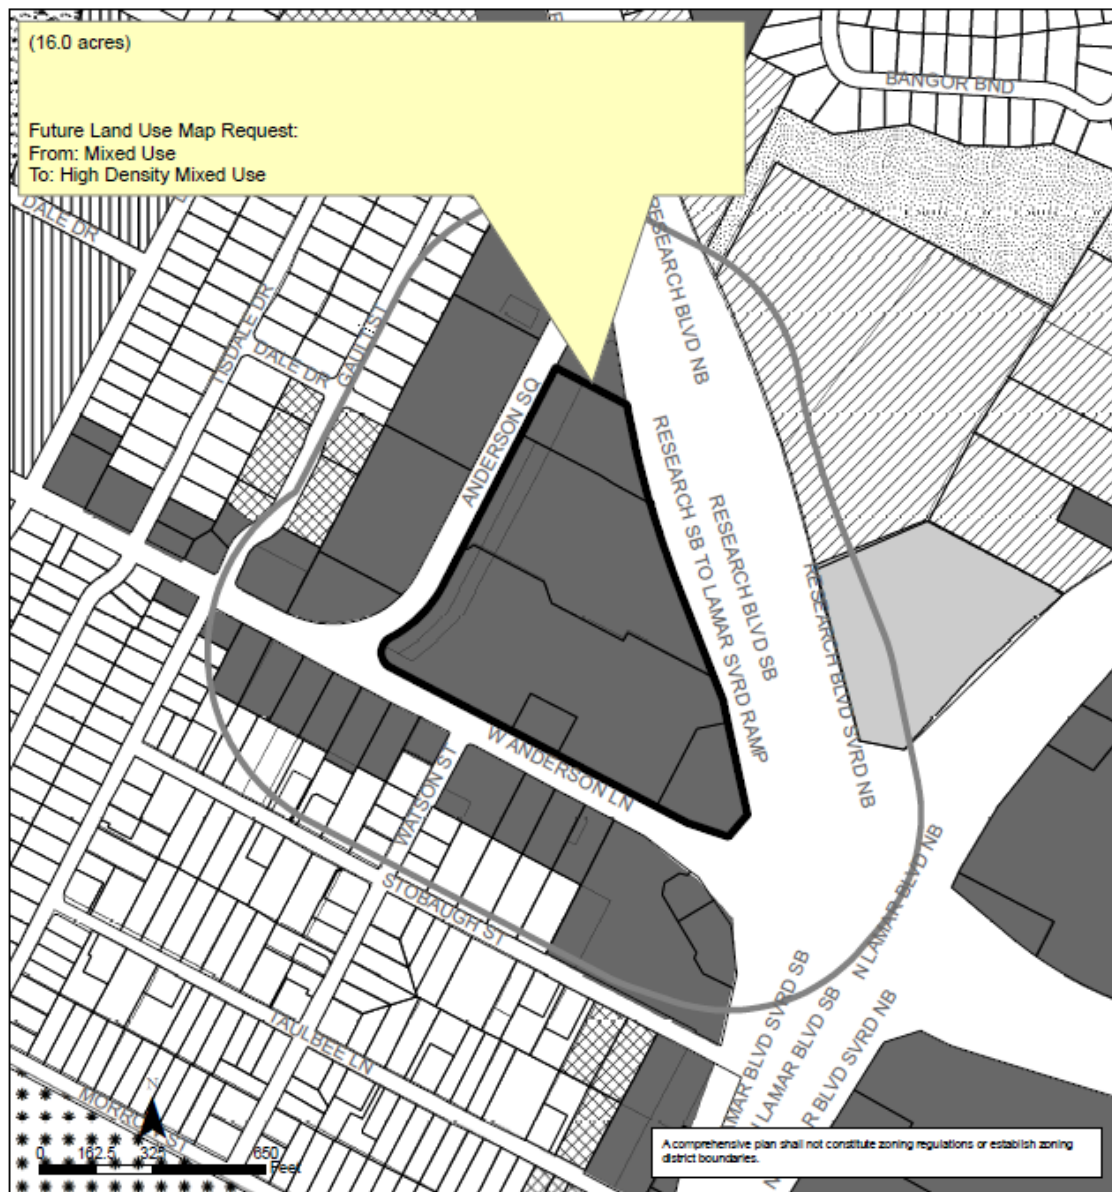 (16.0 acres)
Future Land Use Map Request:
From: Mixed Use
To: High Density Mixed Use
BANGOR BND
DALE DR
RESEARCH BLVD NB
TISDALE DR
DALE DR
GAULT ST
ANDERSON SQ
RESEARCH SB TO LAMAR SVRD RAMP
RESEARCH BLVD SB
RESEARCH BLVD SVRD NB
W ANDERSON LN
WATSON ST
STOBAUGH ST
N LAMAR BLVD NB
TAULBEE LN
MAR BLVD SVRD SB
LAMAR BLVD SB
R BLVD SVRD NB
N
0 162.5 325 650
Feet
A comprehensive plan shall not constitute zoning regulations or establish zoning
district boundaries.